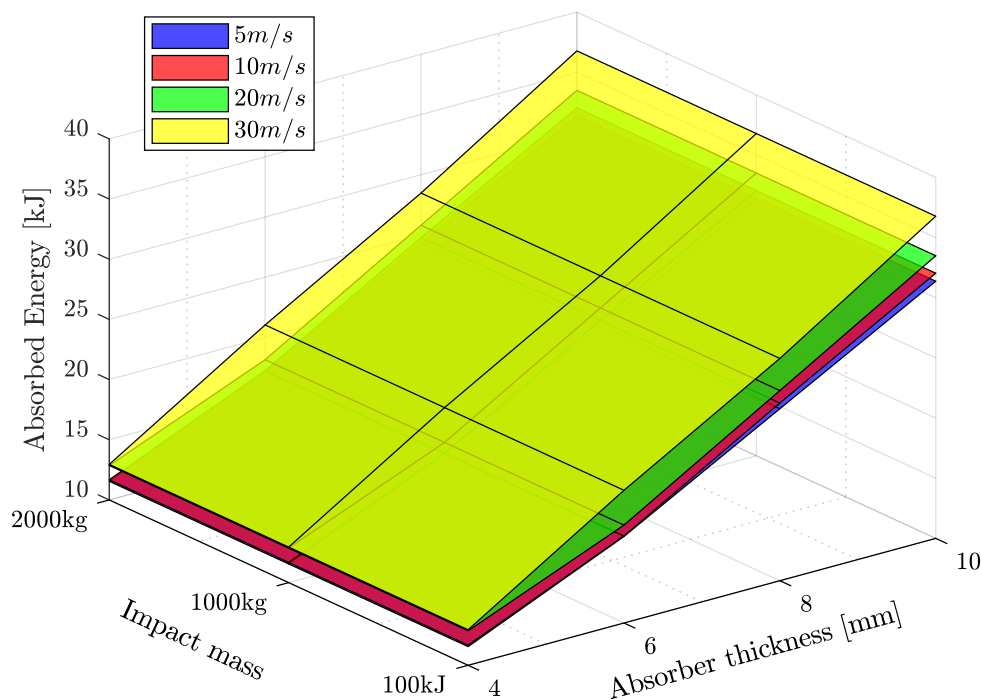 5m/s
10m/s
20m/s
30m/s
40
35
30
25
20
15
10
Absorbed Energy [kJ]
2000kg
1000kg
100kJ
Impact mass
4
6
8
10
Absorber thickness [mm]